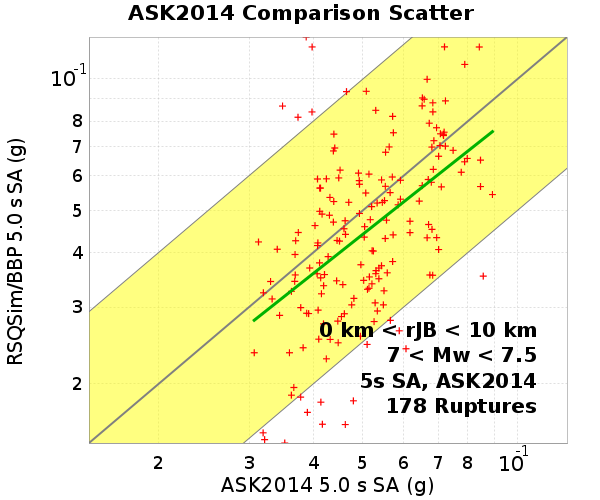 ASK2014 Comparison Scatter
RSQSim/BBP 5.0 s SA (g)
10⁻¹
8
7
6
5
4
3
2
0 km < rJB < 10 km
7 < Mw < 7.5
5s SA, ASK2014
178 Ruptures
2 3 4 5 6 7 8 10⁻¹
ASK2014 5.0 s SA (g)